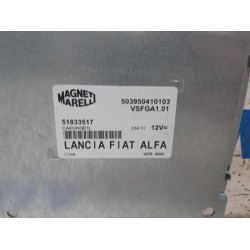 MAGNETI
MARELLI
503950410103
VSFGA1.01
51833517
12V=
LANCIA FIAT ALFA